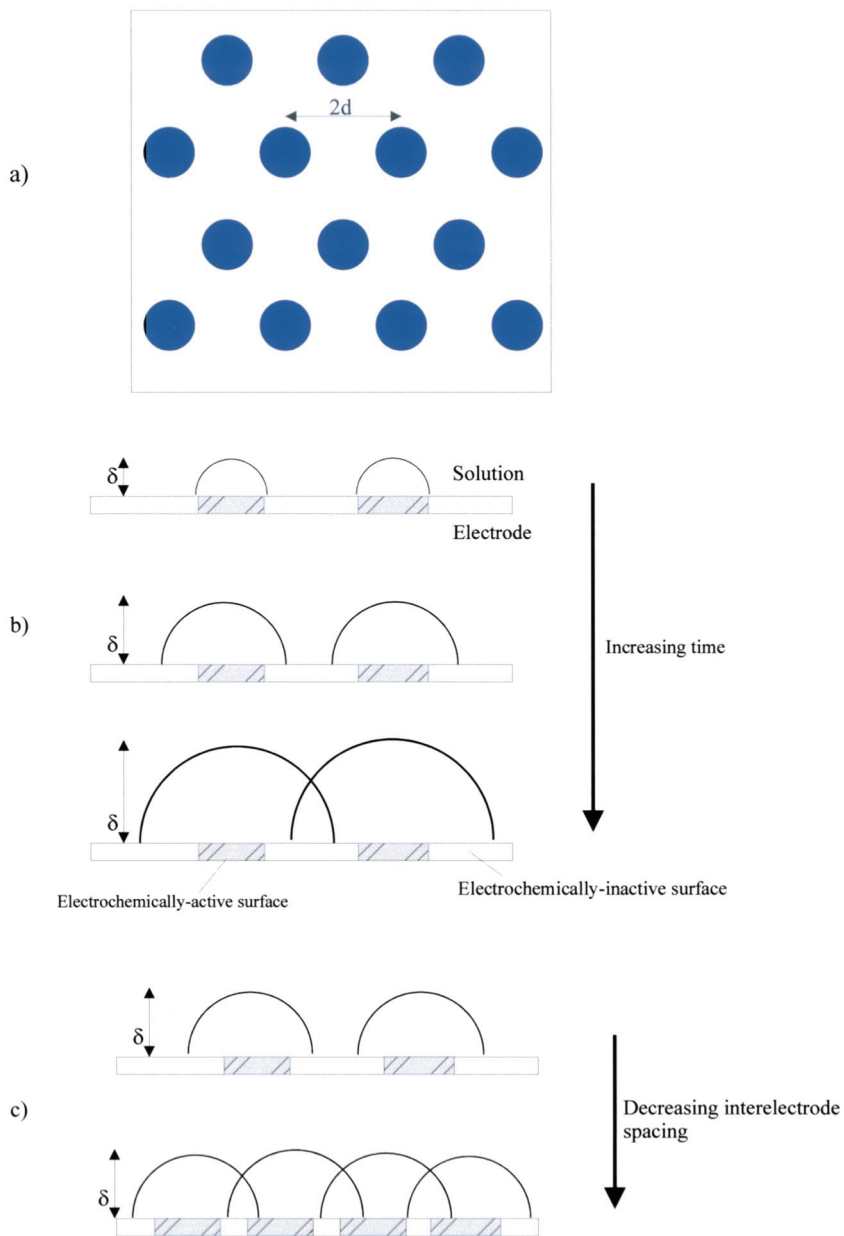 a)
2d
b)
δ
Solution
Electrode
δ
Increasing time
δ
Electrochemically-active surface
Electrochemically-inactive surface
c)
δ
Decreasing interelectrode
spacing
δ